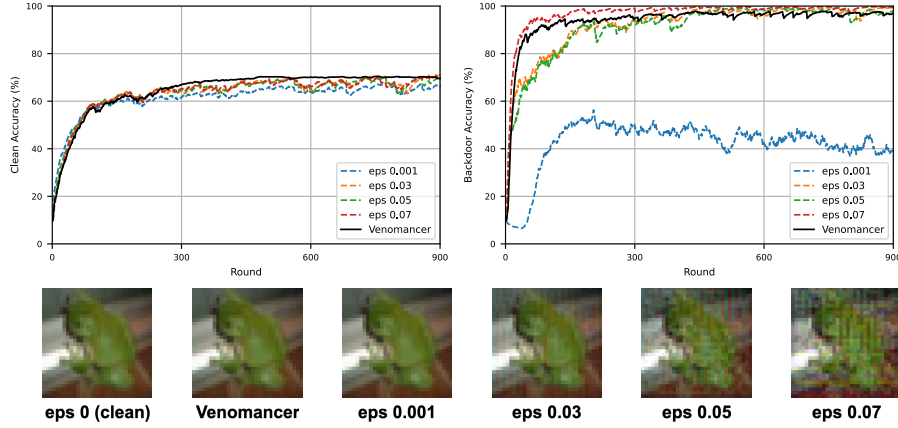 100
80
60
40
20
0
Clean Accuracy (%)
0
300
600
900
Round
eps 0.001
eps 0.03
eps 0.05
eps 0.07
Venomancer
100
80
60
40
20
0
Backdoor Accuracy (%)
0
300
600
900
Round
eps 0.001
eps 0.03
eps 0.05
eps 0.07
Venomancer
eps 0 (clean)
Venomancer
eps 0.001
eps 0.03
eps 0.05
eps 0.07